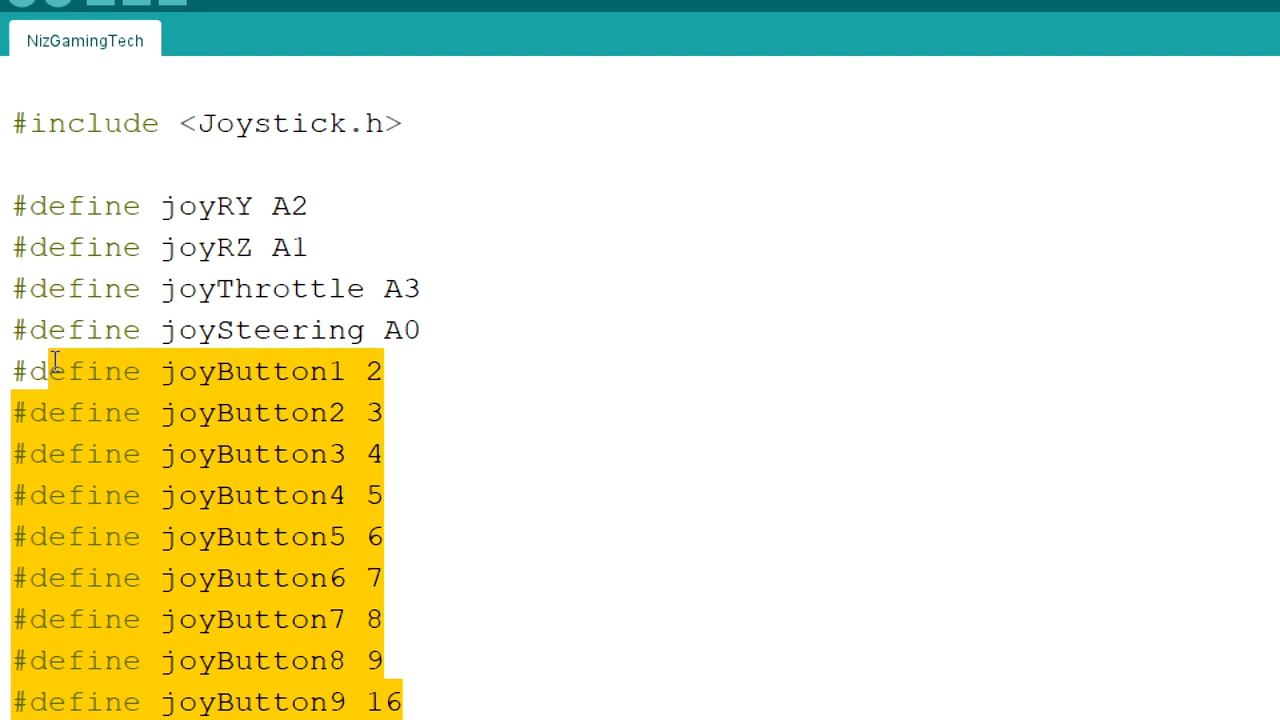 NizGamingTech
#include <Joystick.h>
#define joyRY A2
#define joyRZ A1
#define joyThrottle A3
#define joySteering A0
#define joyButton1 2
#define joyButton2 3
#define joyButton3 4
#define joyButton4 5
#define joyButton5 6
#define joyButton6 7
#define joyButton7 8
#define joyButton8 9
#define joyButton9 16